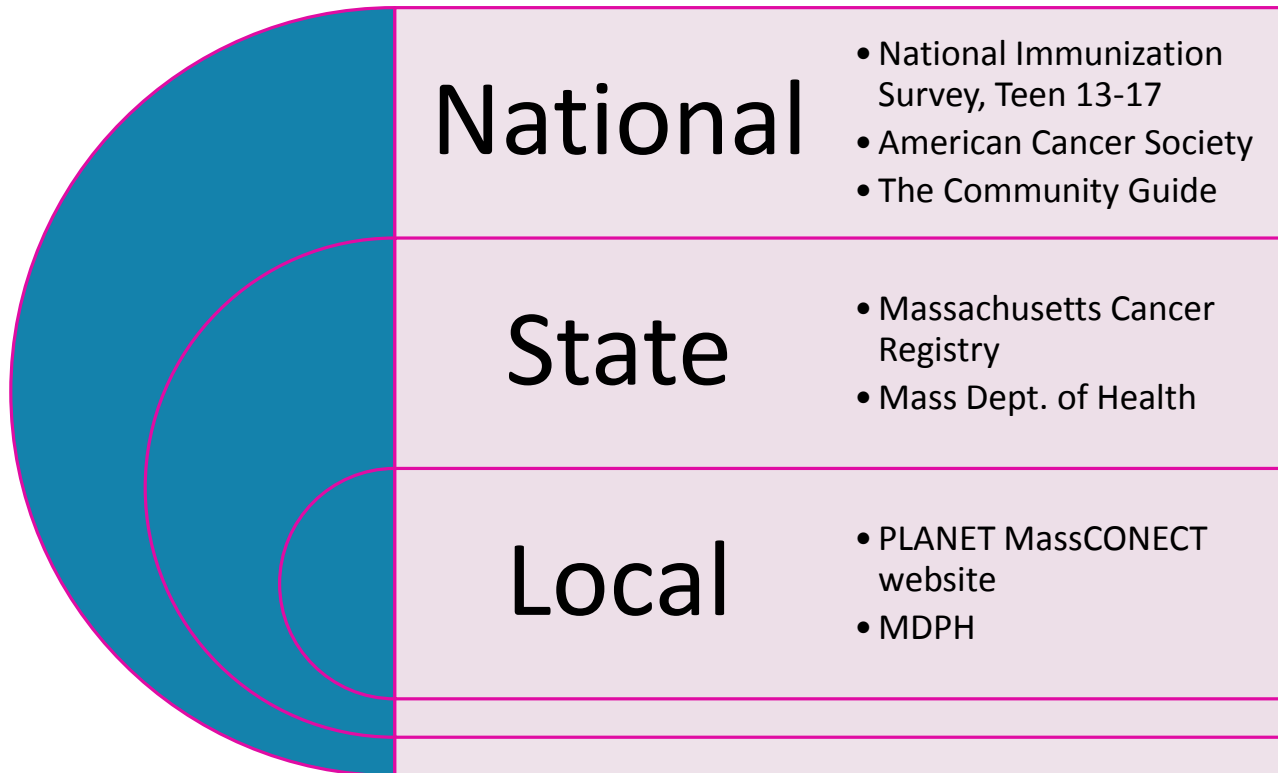 National
• National Immunization
Survey, Teen 13-17
• American Cancer Society
• The Community Guide
State
• Massachusetts Cancer
Registry
• Mass Dept. of Health
Local
• PLANET MassCONECT
website
• MDPH